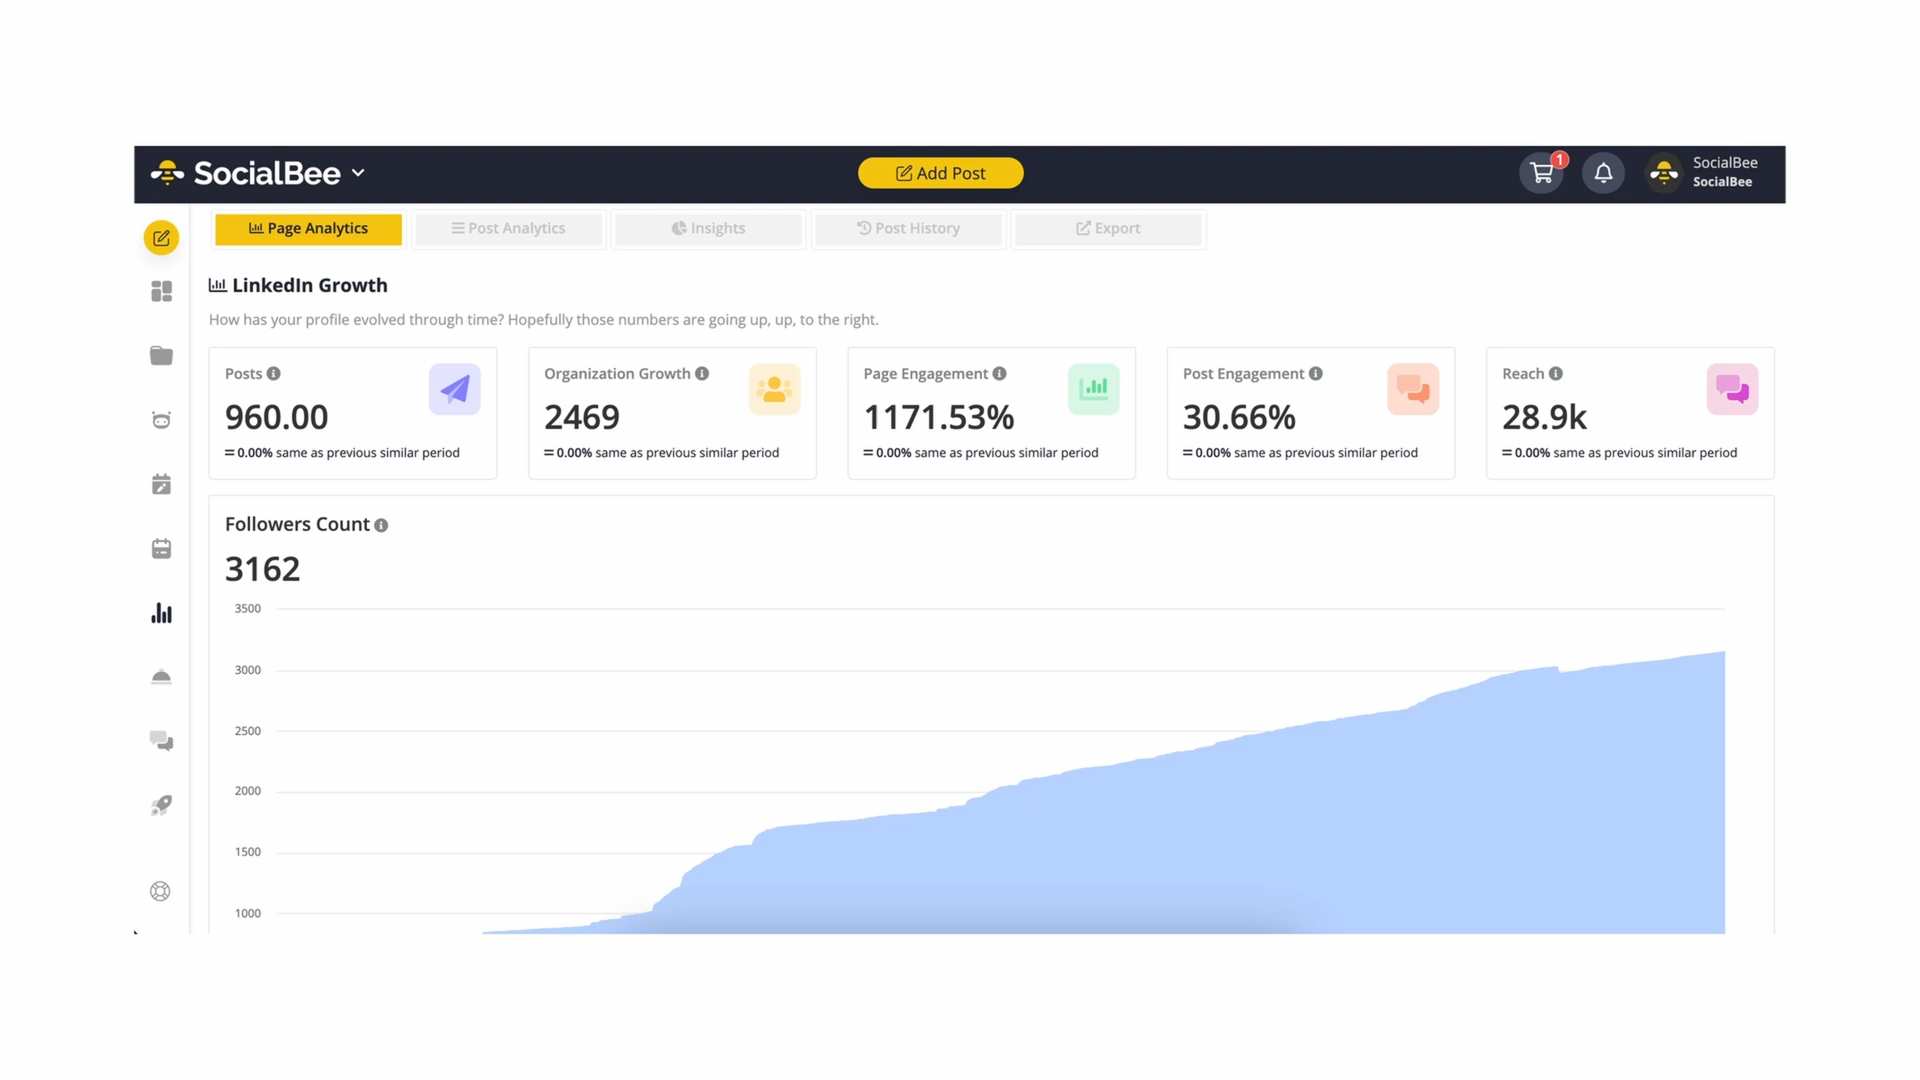 SocialBee
Add Post
1
SocialBee
SocialBee
Page Analytics
Post Analytics
Insights
Post History
Export
LinkedIn Growth
How has your profile evolved through time? Hopefully those numbers are going up, up, to the right.
Posts
960.00
= 0.00% same as previous similar period
Organization Growth
2469
= 0.00% same as previous similar period
Page Engagement
1171.53%
= 0.00% same as previous similar period
Post Engagement
30.66%
= 0.00% same as previous similar period
Reach
28.9k
= 0.00% same as previous similar period
Followers Count
3162
3500
3000
2500
2000
1500
1000